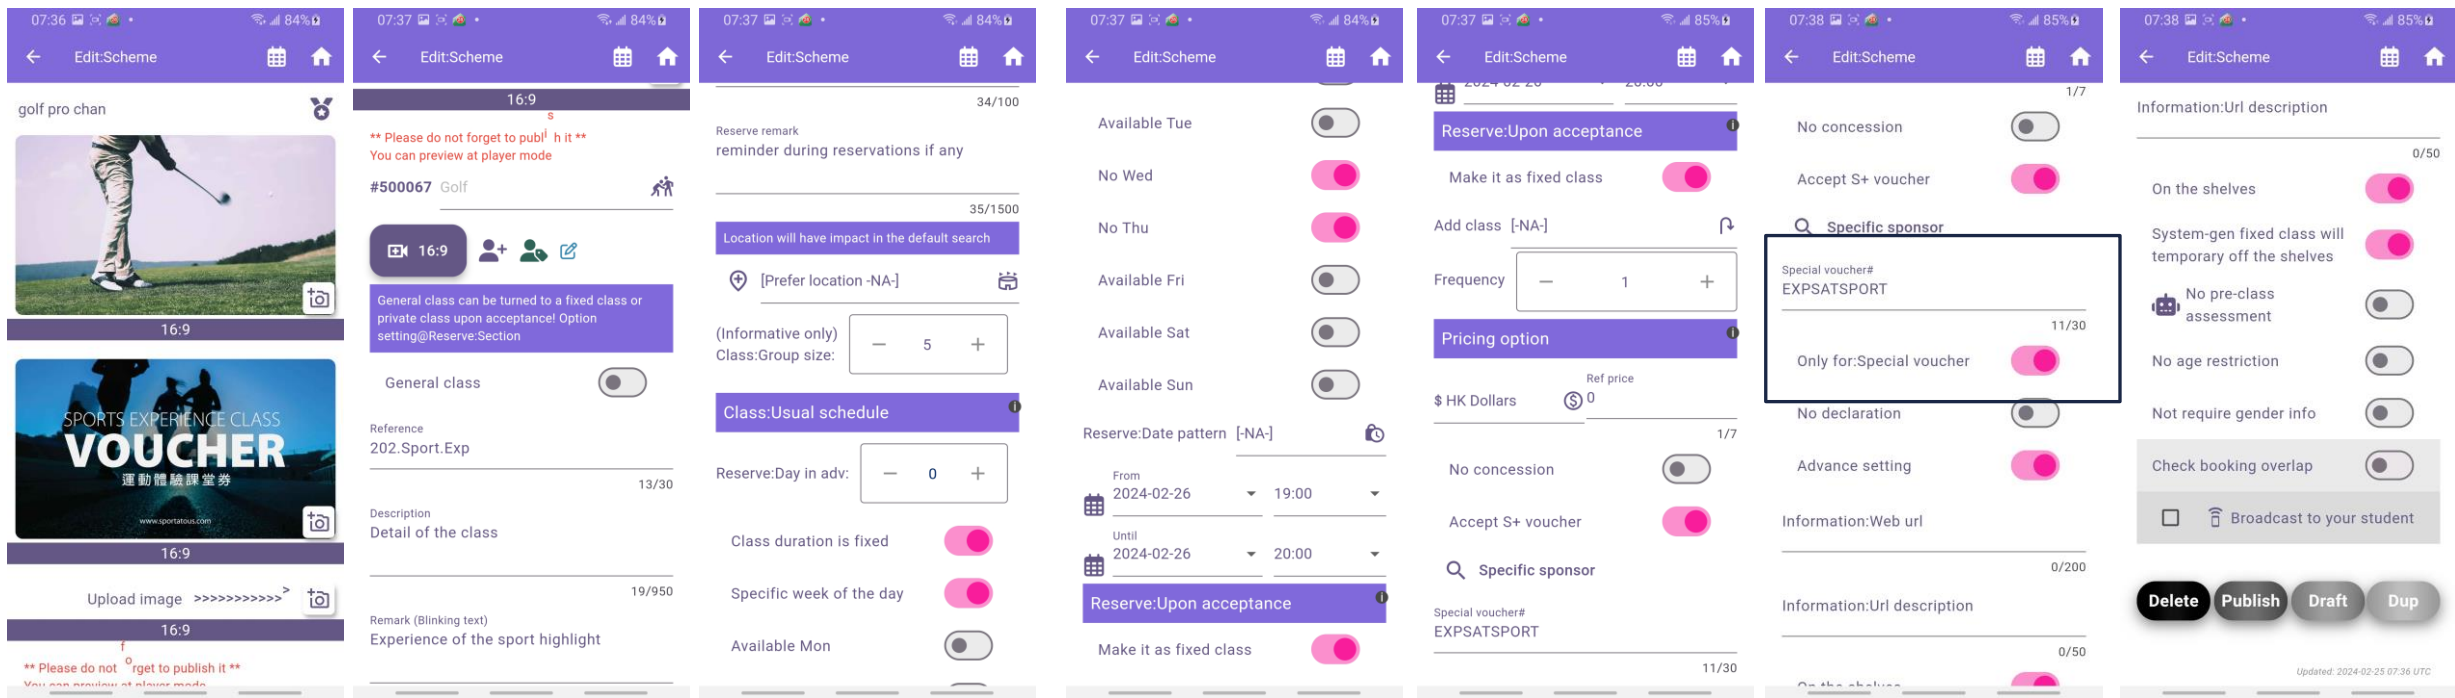 07:36
84%
Edit:Scheme
golf pro chan
16:9
SPORTS EXPERIENCE CLASS
VOUCHER
運動體驗課堂券
www.sportatous.com
16:9
Upload image >>>>>>>>>>>>
16:9
** Please do not forget to publish it **
You can preview at player mode
07:37
84%
Edit:Scheme
16:9
** Please do not forget to publish it **
You can preview at player mode
#500067 Golf
16:9
General class can be turned to a fixed class or
private class upon acceptance! Option
setting@Reserve:Section
General class
Reference
202.Sport.Exp
13/30
Description
Detail of the class
19/950
Remark (Blinking text)
Experience of the sport highlight
07:37
84%
Edit:Scheme
34/100
Reserve remark
reminder during reservations if any
35/1500
Location will have impact in the default search
[Prefer location -NA-]
(Informative only)
Class:Group size:
− 5 +
Class:Usual schedule
Reserve:Day in adv:
− 0 +
Class duration is fixed
Specific week of the day
Available Mon
07:37
84%
Edit:Scheme
Available Tue
No Wed
No Thu
Available Fri
Available Sat
Available Sun
Reserve:Date pattern [-NA-]
From
2024-02-26 19:00
Until
2024-02-26 20:00
Reserve:Upon acceptance
Make it as fixed class
07:37
85%
Edit:Scheme
2024-02-26 20:00
Reserve:Upon acceptance
Make it as fixed class
Add class [-NA-]
Frequency − 1 +
Pricing option
Ref price
$ HK Dollars 0
1/7
No concession
Accept S+ voucher
Specific sponsor
Special voucher#
EXPSATSPORT
11/30
07:38
85%
Edit:Scheme
1/7
No concession
Accept S+ voucher
Specific sponsor
Special voucher#
EXPSATSPORT
11/30
Only for:Special voucher
No declaration
Advance setting
Information:Web url
0/200
Information:Url description
0/50
On the shelves
07:38
85%
Edit:Scheme
Information:Url description
0/50
On the shelves
System-gen fixed class will
temporary off the shelves
No pre-class
assessment
No age restriction
Not require gender info
Check booking overlap
Broadcast to your student
Delete Publish Draft Dup
Updated: 2024-02-25 07:36 UTC